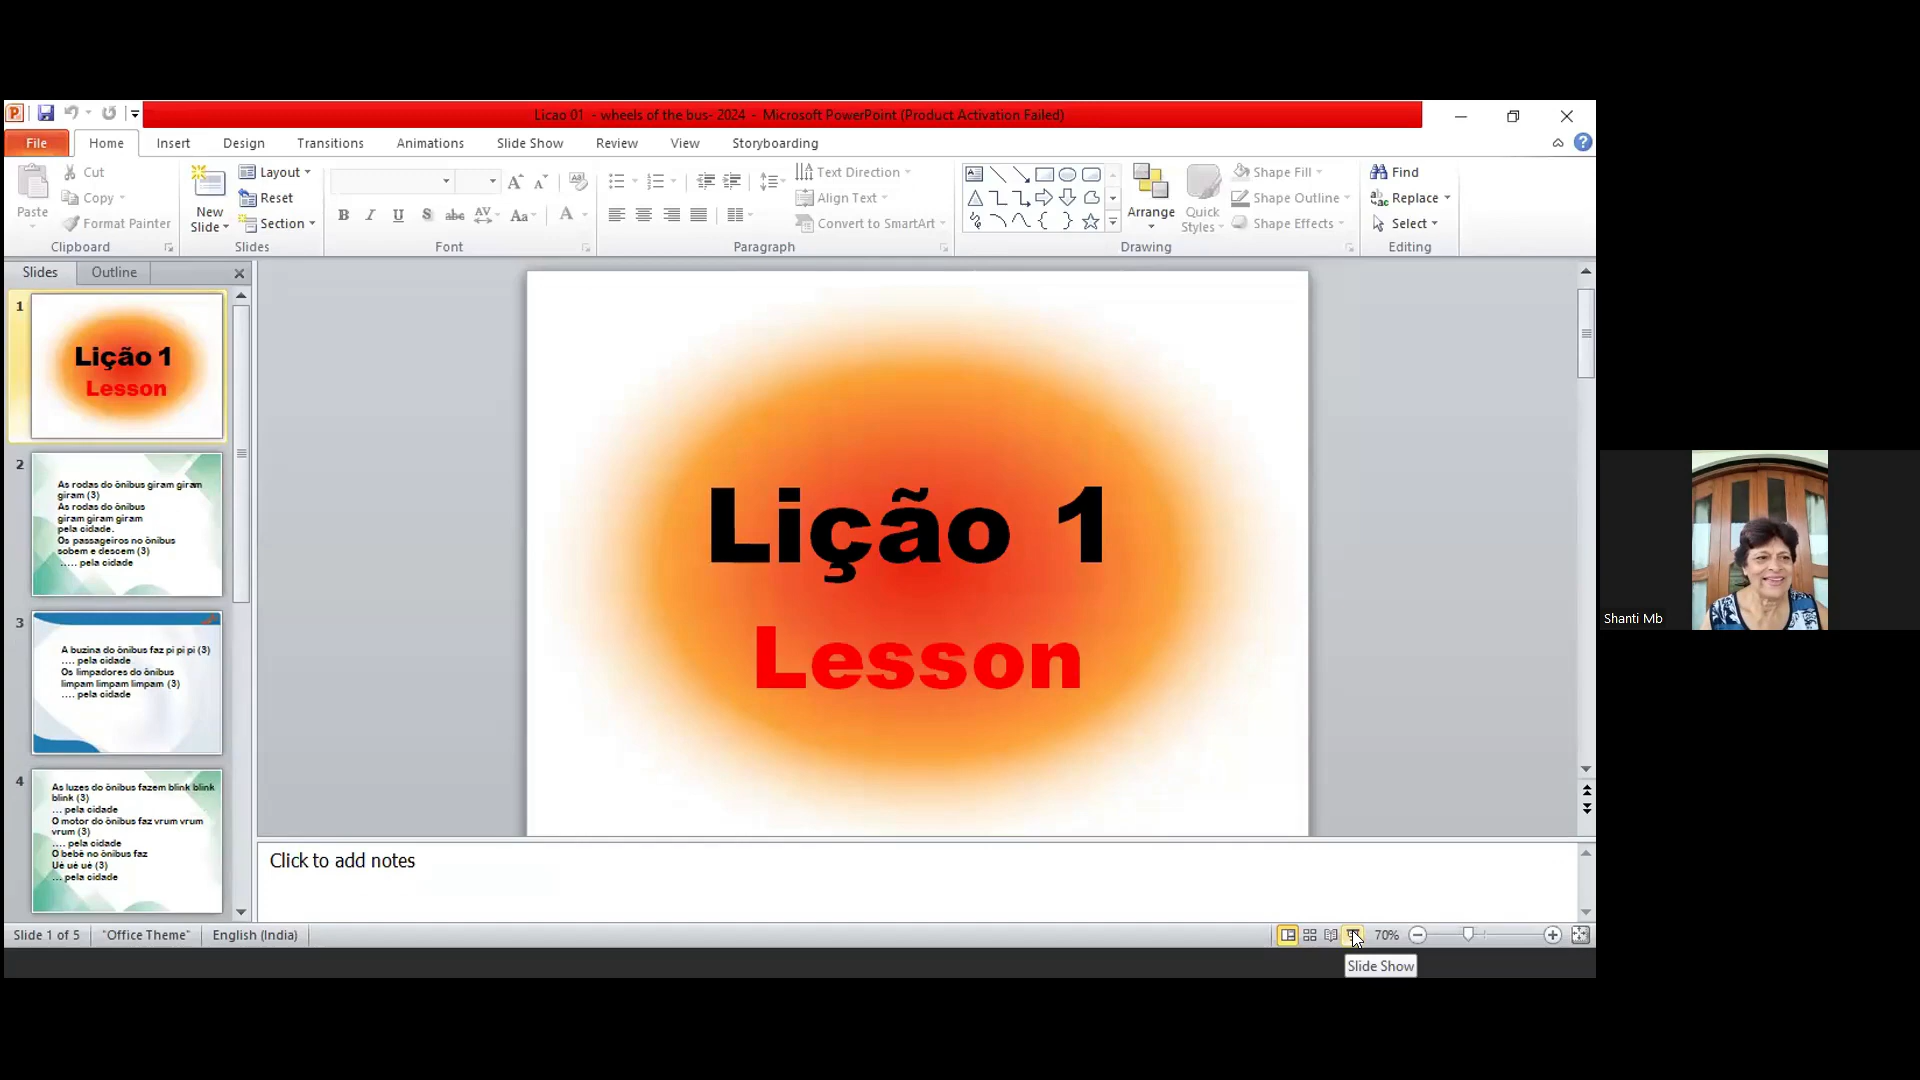 Licao 01 - wheels of the bus- 2024 - Microsoft PowerPoint (Product Activation Failed)
File Home Insert Design Transitions Animations Slide Show Review View Storyboarding
Paste
Cut
Copy
Format Painter
Clipboard
New
Slide
Layout
Reset
Section
Slides
Font
Text Direction
Align Text
Convert to SmartArt
Paragraph
Arrange
Quick
Styles
Shape Fill
Shape Outline
Shape Effects
Drawing
Find
Replace
Select
Editing
Slides Outline
1
Lição 1
Lesson
2
As rodas do ônibus giram giram
giram (3)
As rodas do ônibus
giram giram giram
pela cidade.
Os passageiros no ônibus
sobem e descem (3)
..... pela cidade
3
A buzina do ônibus faz pi pi pi (3)
.... pela cidade
Os limpadores do ônibus
limpam limpam limpam (3)
.... pela cidade
4
As luzes do ônibus fazem blink blink
blink (3)
... pela cidade
O motor do ônibus faz vrum vrum
vrum (3)
.... pela cidade
O bebê no ônibus faz
Uê uê uê (3)
... pela cidade
Lição 1
Lesson
Click to add notes
Slide 1 of 5 "Office Theme" English (India) 70%
Slide Show
Shanti Mb